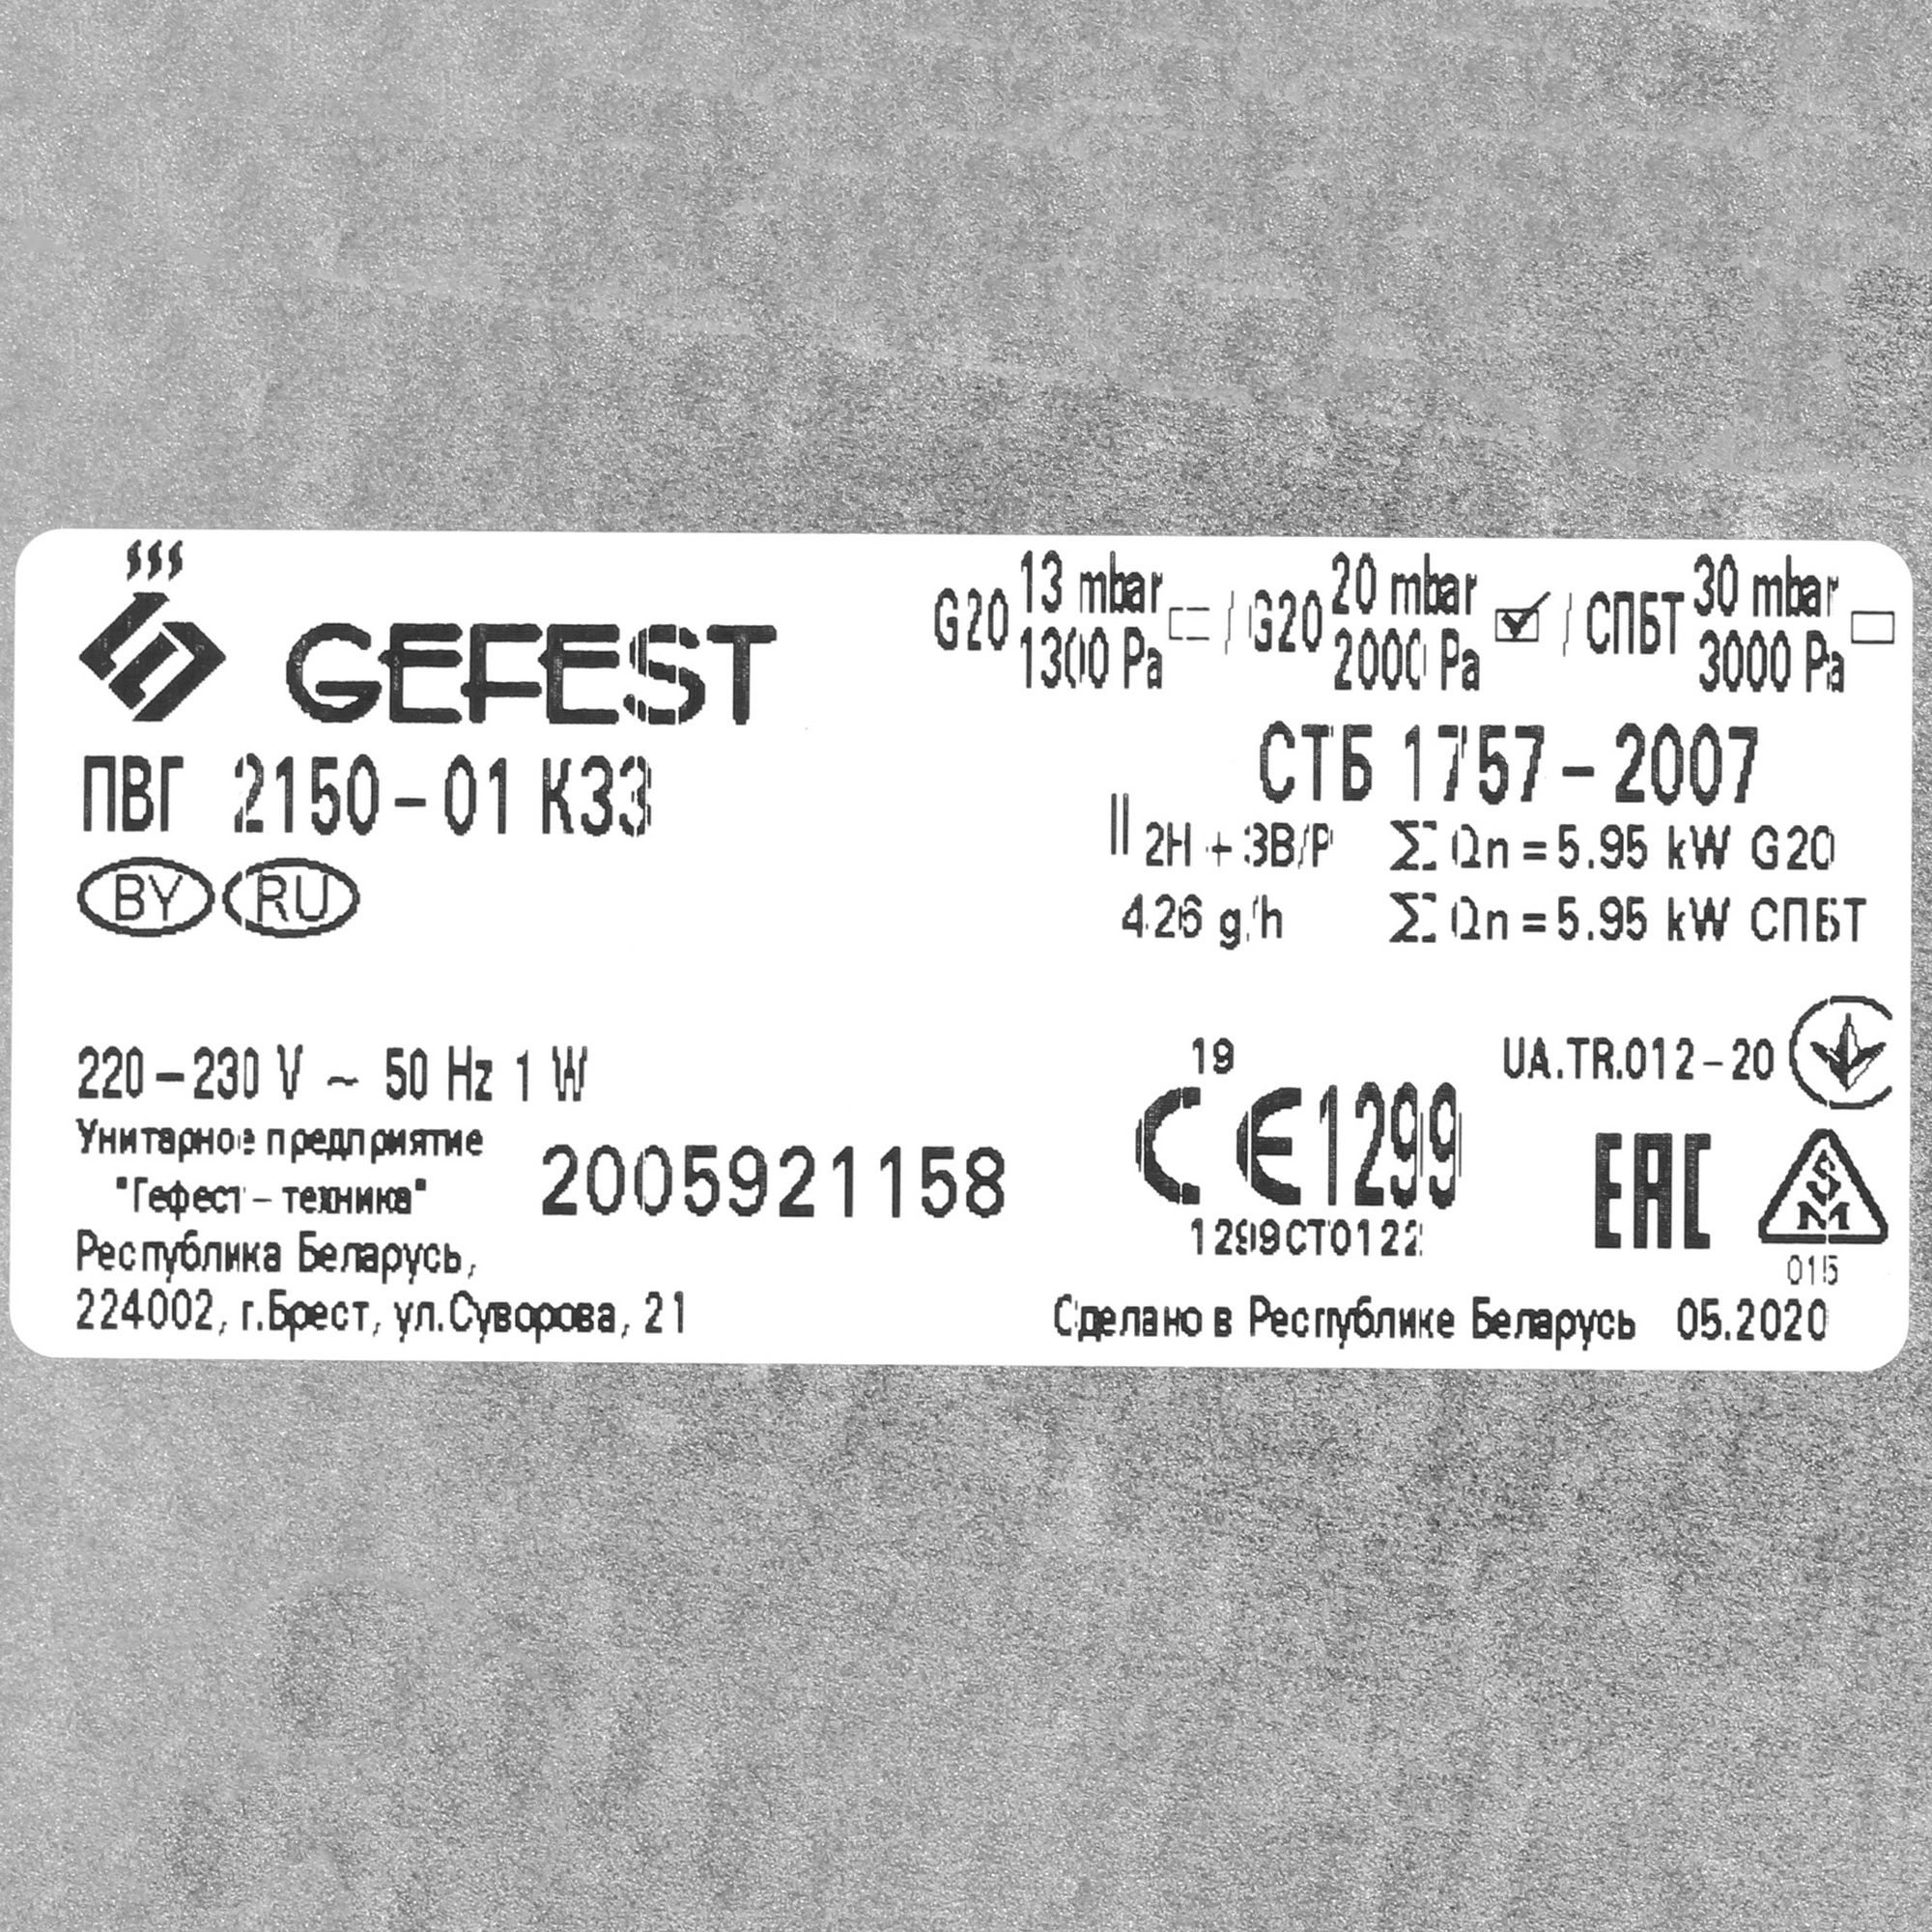 GEFEST
ПВГ 2150-01 К33
BY RU
G20 13 mbar 1300 Pa / G20 20 mbar 2000 Pa / СПБТ 30 mbar 3000 Pa
СТБ 1757-2007
II 2H + 3B/P Σ Qn = 5.95 kW G20
426 g/h Σ Qn = 5.95 kW СПБТ
220-230 V ~ 50 Hz 1 W
Унитарное предприятие
"Гефест - техника"
Республика Беларусь,
224002, г.Брест, ул.Суворова, 21
2005921158
19
CE 1299
1299CT0122
UA.TR.012-20
EAC
SM
015
Сделано в Республике Беларусь 05.2020